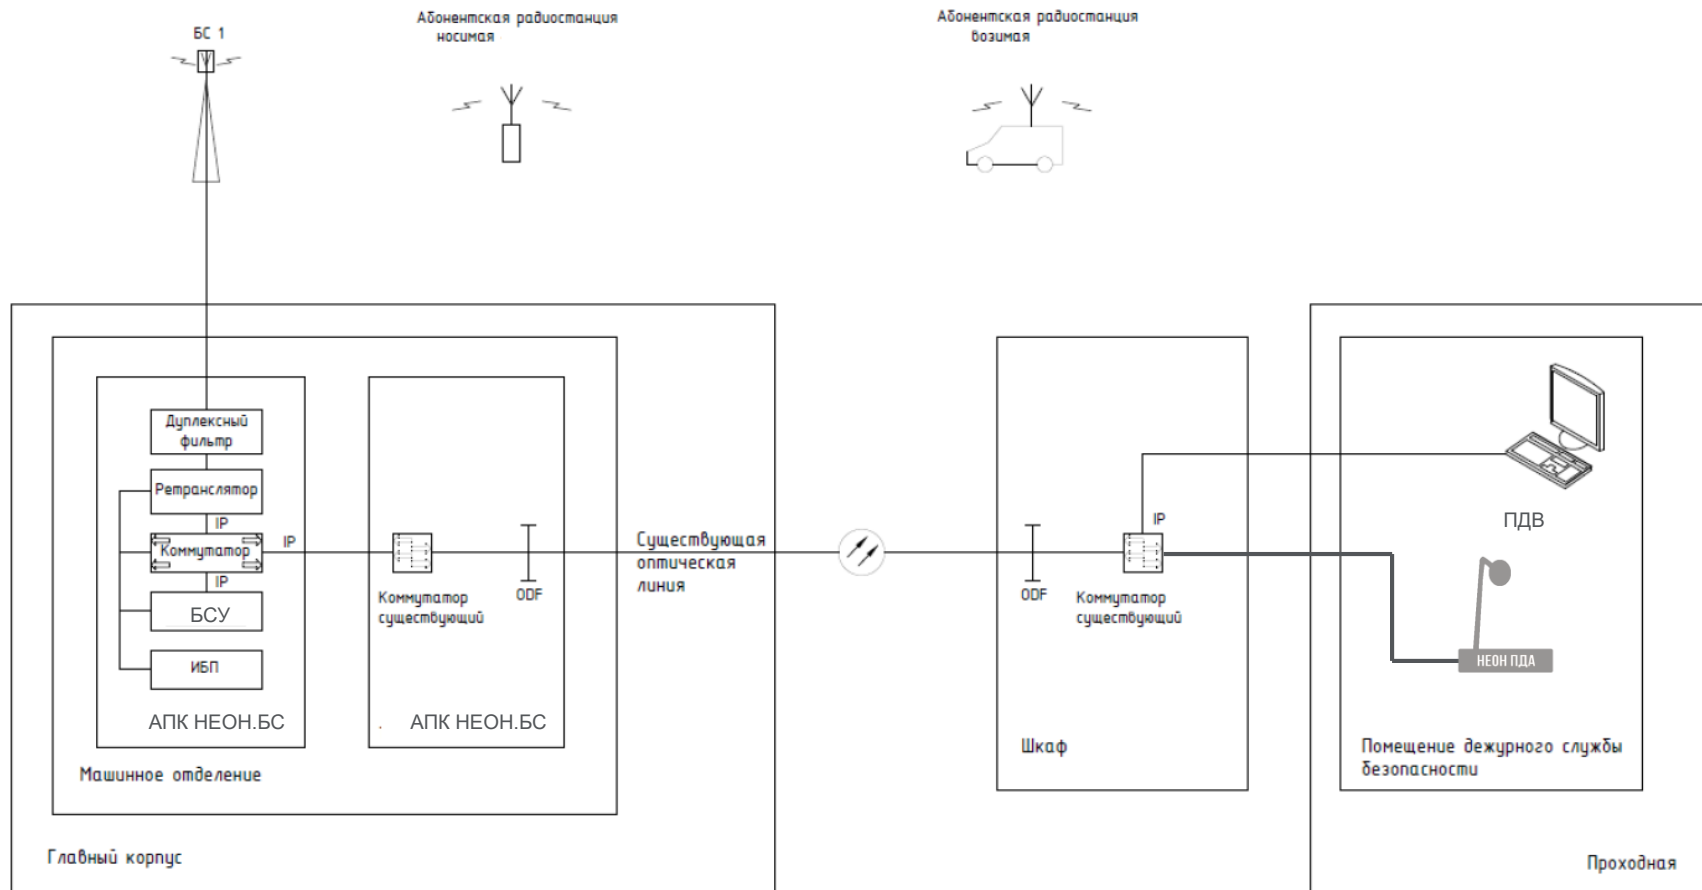 БС 1
Абонентская радиостанция
носимая
Абонентская радиостанция
возимая
Дуплексный
фильтр
Ретранслятор
IP
Коммутатор
IP
IP
БСУ
ИБП
АПК НЕОН.БС
Коммутатор
существующий
ODF
. АПК НЕОН.БС
Машинное отделение
Главный корпус
Существующая
оптическая
линия
ODF
IP
Коммутатор
существующий
Шкаф
ПДВ
НЕОН ПДА
Помещение дежурного службы
безопасности
Проходная